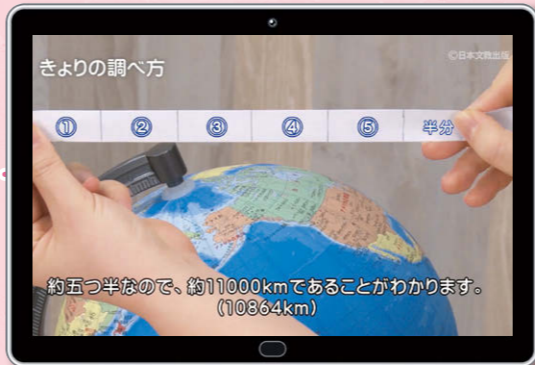 ©日本文教出版
きょりの調べ方
① ② ③ ④ ⑤ 半分
約五つ半なので、約11000kmであることがわかります。
(10864km)